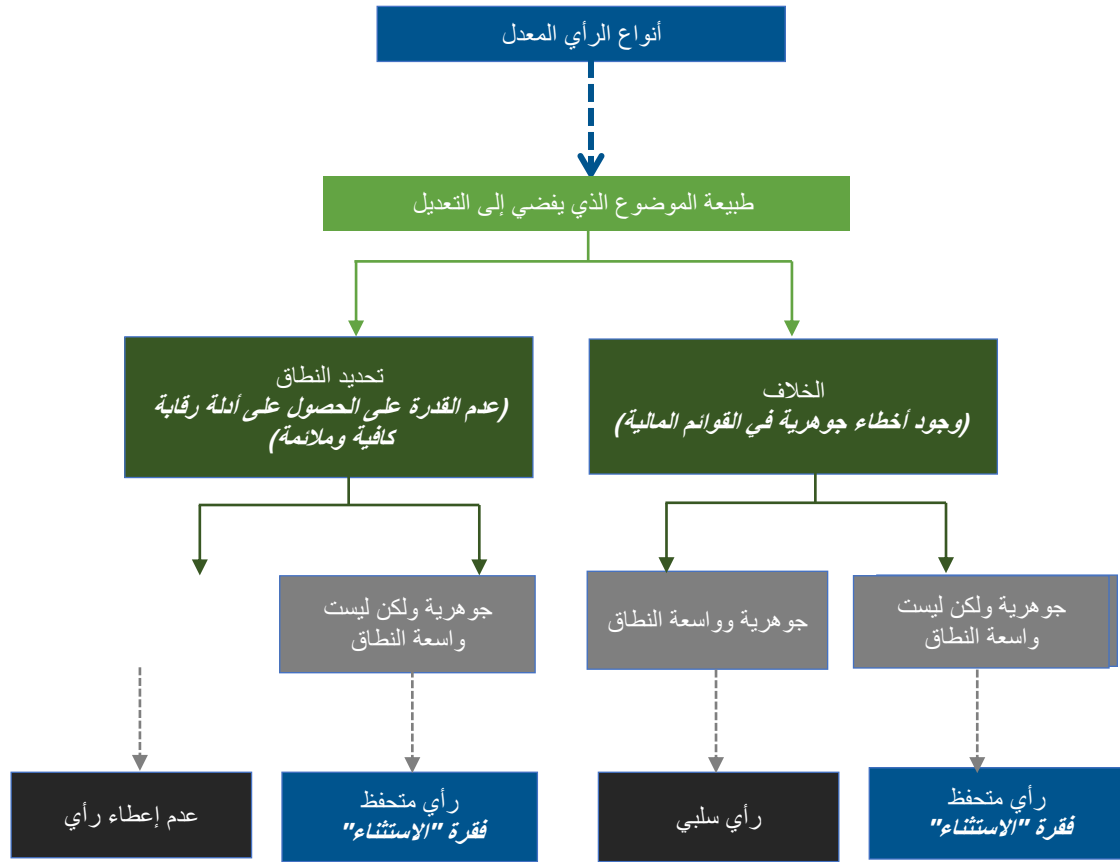 أنواع الرأي المعدل
طبيعة الموضوع الذي يفضي إلى التعديل
الخلاف
(وجود أخطاء جوهرية في القوائم المالية)
تحديد النطاق
(عدم القدرة على الحصول على أدلة رقابة
كافية وملائمة)
جوهرية ولكن ليست
واسعة النطاق
جوهرية وواسعة النطاق
جوهرية ولكن ليست
واسعة النطاق
رأي متحفظ
فقرة "الاستثناء"
رأي سلبي
رأي متحفظ
فقرة "الاستثناء"
عدم إعطاء رأي